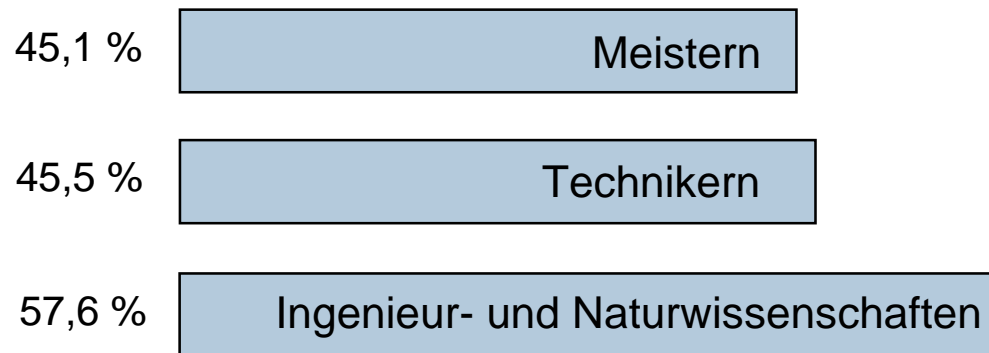 45,1 % Meistern
45,5 % Technikern
57,6 % Ingenieur- und Naturwissenschaften